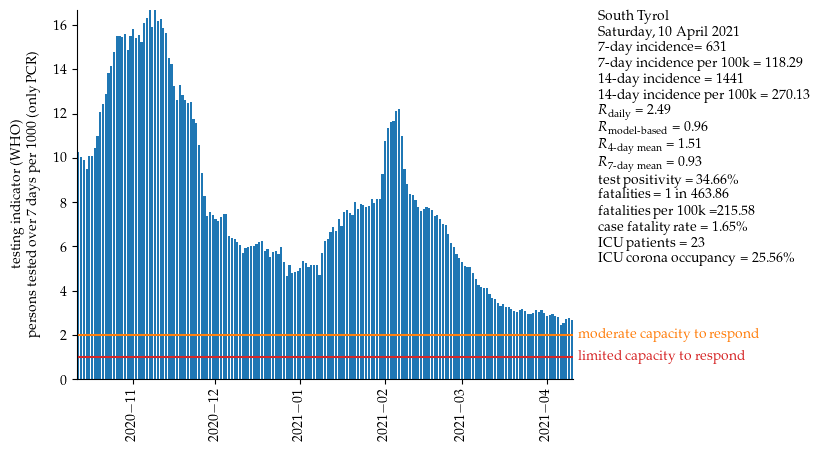 South Tyrol
Saturday, 10 April 2021
7-day incidence= 631
7-day incidence per 100k = 118.29
14-day incidence = 1441
14-day incidence per 100k = 270.13
R daily = 2.49
R model-based = 0.96
R 4-day mean = 1.51
R 7-day mean = 0.93
test positivity = 34.66%
fatalities = 1 in 463.86
fatalities per 100k =215.58
case fatality rate = 1.65%
ICU patients = 23
ICU corona occupancy = 25.56%
testing indicator (WHO)
persons tested over 7 days per 1000 (only PCR)
16
14
12
10
8
6
4
2
0
moderate capacity to respond
limited capacity to respond
2020−11
2020−12
2021−01
2021−02
2021−03
2021−04